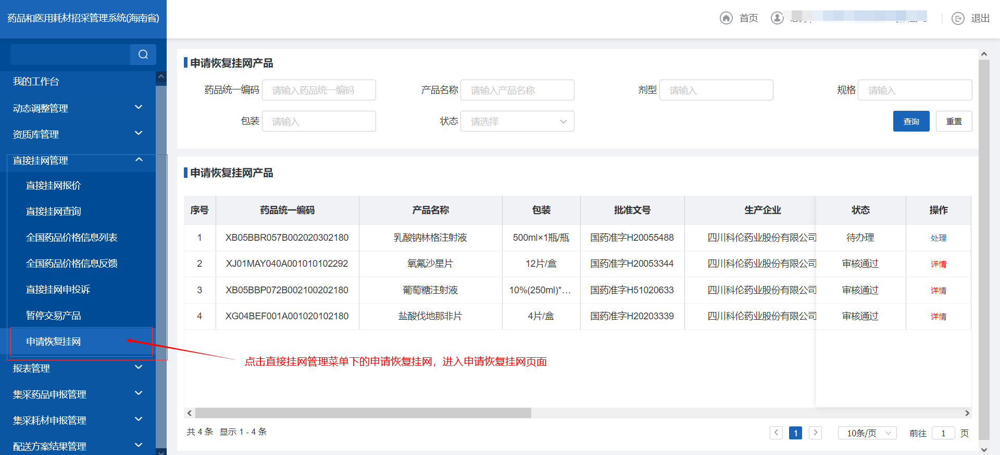 药品和医用耗材招采管理系统(海南省)
首页
退出
我的工作台
动态调整管理
资质库管理
直接挂网管理
直接挂网报价
直接挂网查询
全国药品价格信息列表
全国药品价格信息反馈
直接挂网申投诉
暂停交易产品
申请恢复挂网
报表管理
集采药品申报管理
集采耗材申报管理
配送方案结果管理
申请恢复挂网产品
药品统一编码 请输入药品统一编码 产品名称 请输入产品名称 剂型 请输入 规格 请输入
包装 请输入 状态 请选择 查询 重置
申请恢复挂网产品
序号 药品统一编码 产品名称 包装 批准文号 生产企业 状态 操作
1 XB05BBR057B002020302180 乳酸钠林格注射液 500ml×1瓶/瓶 国药准字H20055488 四川科伦药业股份有限公司 待办理 处理
2 XJ01MAY040A001010102292 氧氟沙星片 12片/盒 国药准字H20053344 四川科伦药业股份有限公司 审核通过 详情
3 XB05BBP072B002100202180 葡萄糖注射液 10%(250ml)*... 国药准字H51020633 四川科伦药业股份有限公司 审核通过 详情
4 XG04BEF001A001020102180 盐酸伐地那非片 4片/盒 国药准字H20203339 四川科伦药业股份有限公司 审核通过 详情
点击直接挂网管理菜单下的申请恢复挂网，进入申请恢复挂网页面
共 4 条 显示 1 - 4 条 1 10条/页 前往 1 页